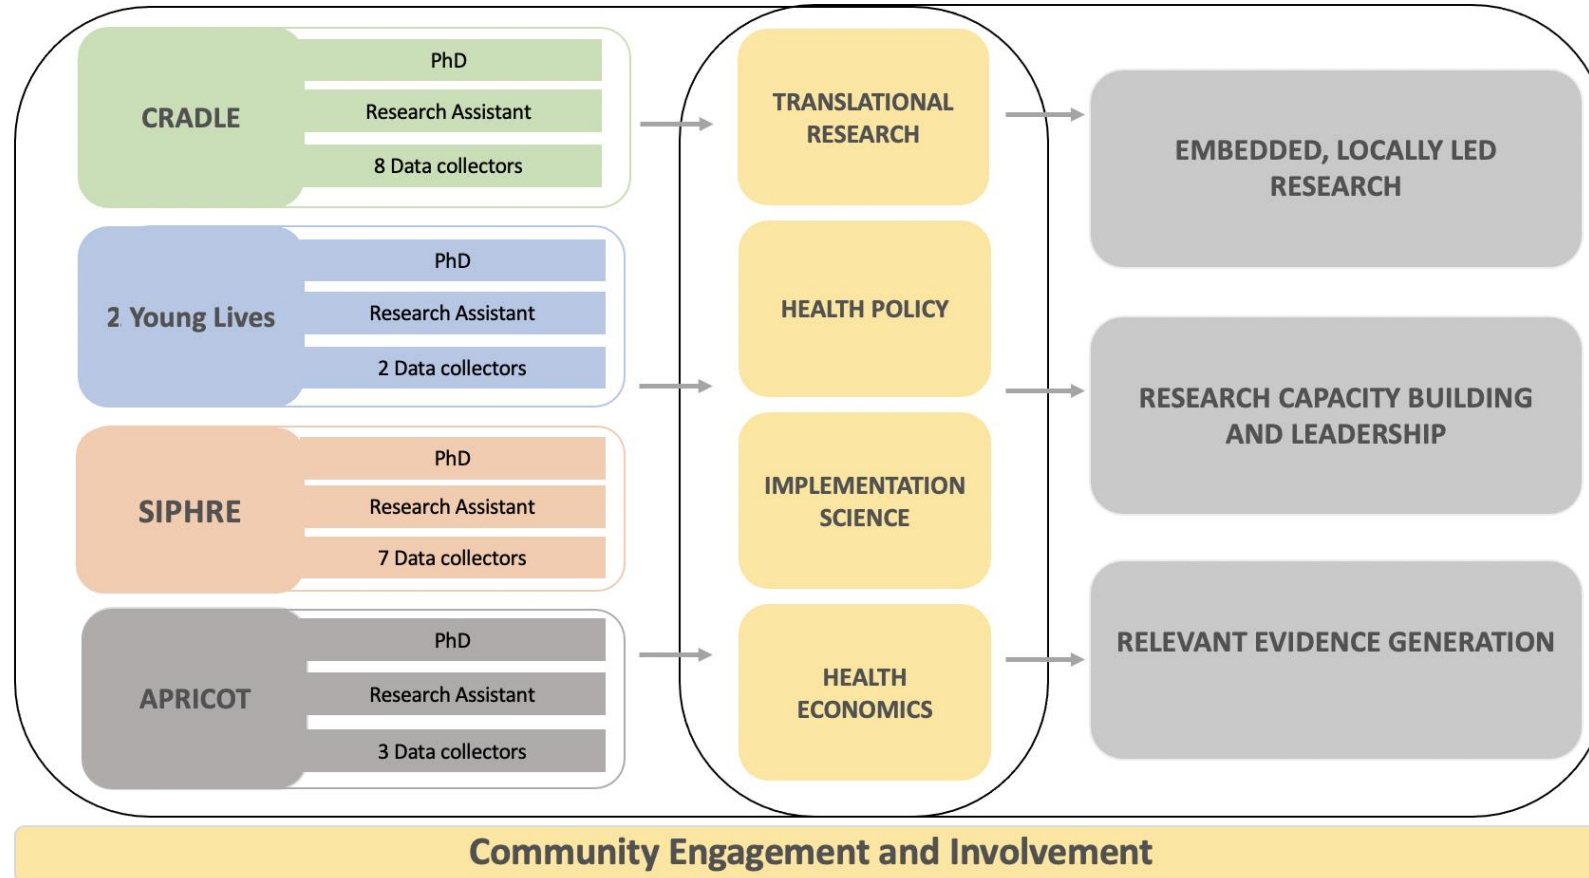 CRADLE
PhD
Research Assistant
8 Data collectors
2 Young Lives
PhD
Research Assistant
2 Data collectors
SIPHRE
PhD
Research Assistant
7 Data collectors
APRICOT
PhD
Research Assistant
3 Data collectors
TRANSLATIONAL
RESEARCH
HEALTH POLICY
IMPLEMENTATION
SCIENCE
HEALTH
ECONOMICS
EMBEDDED, LOCALLY LED
RESEARCH
RESEARCH CAPACITY BUILDING
AND LEADERSHIP
RELEVANT EVIDENCE GENERATION
Community Engagement and Involvement